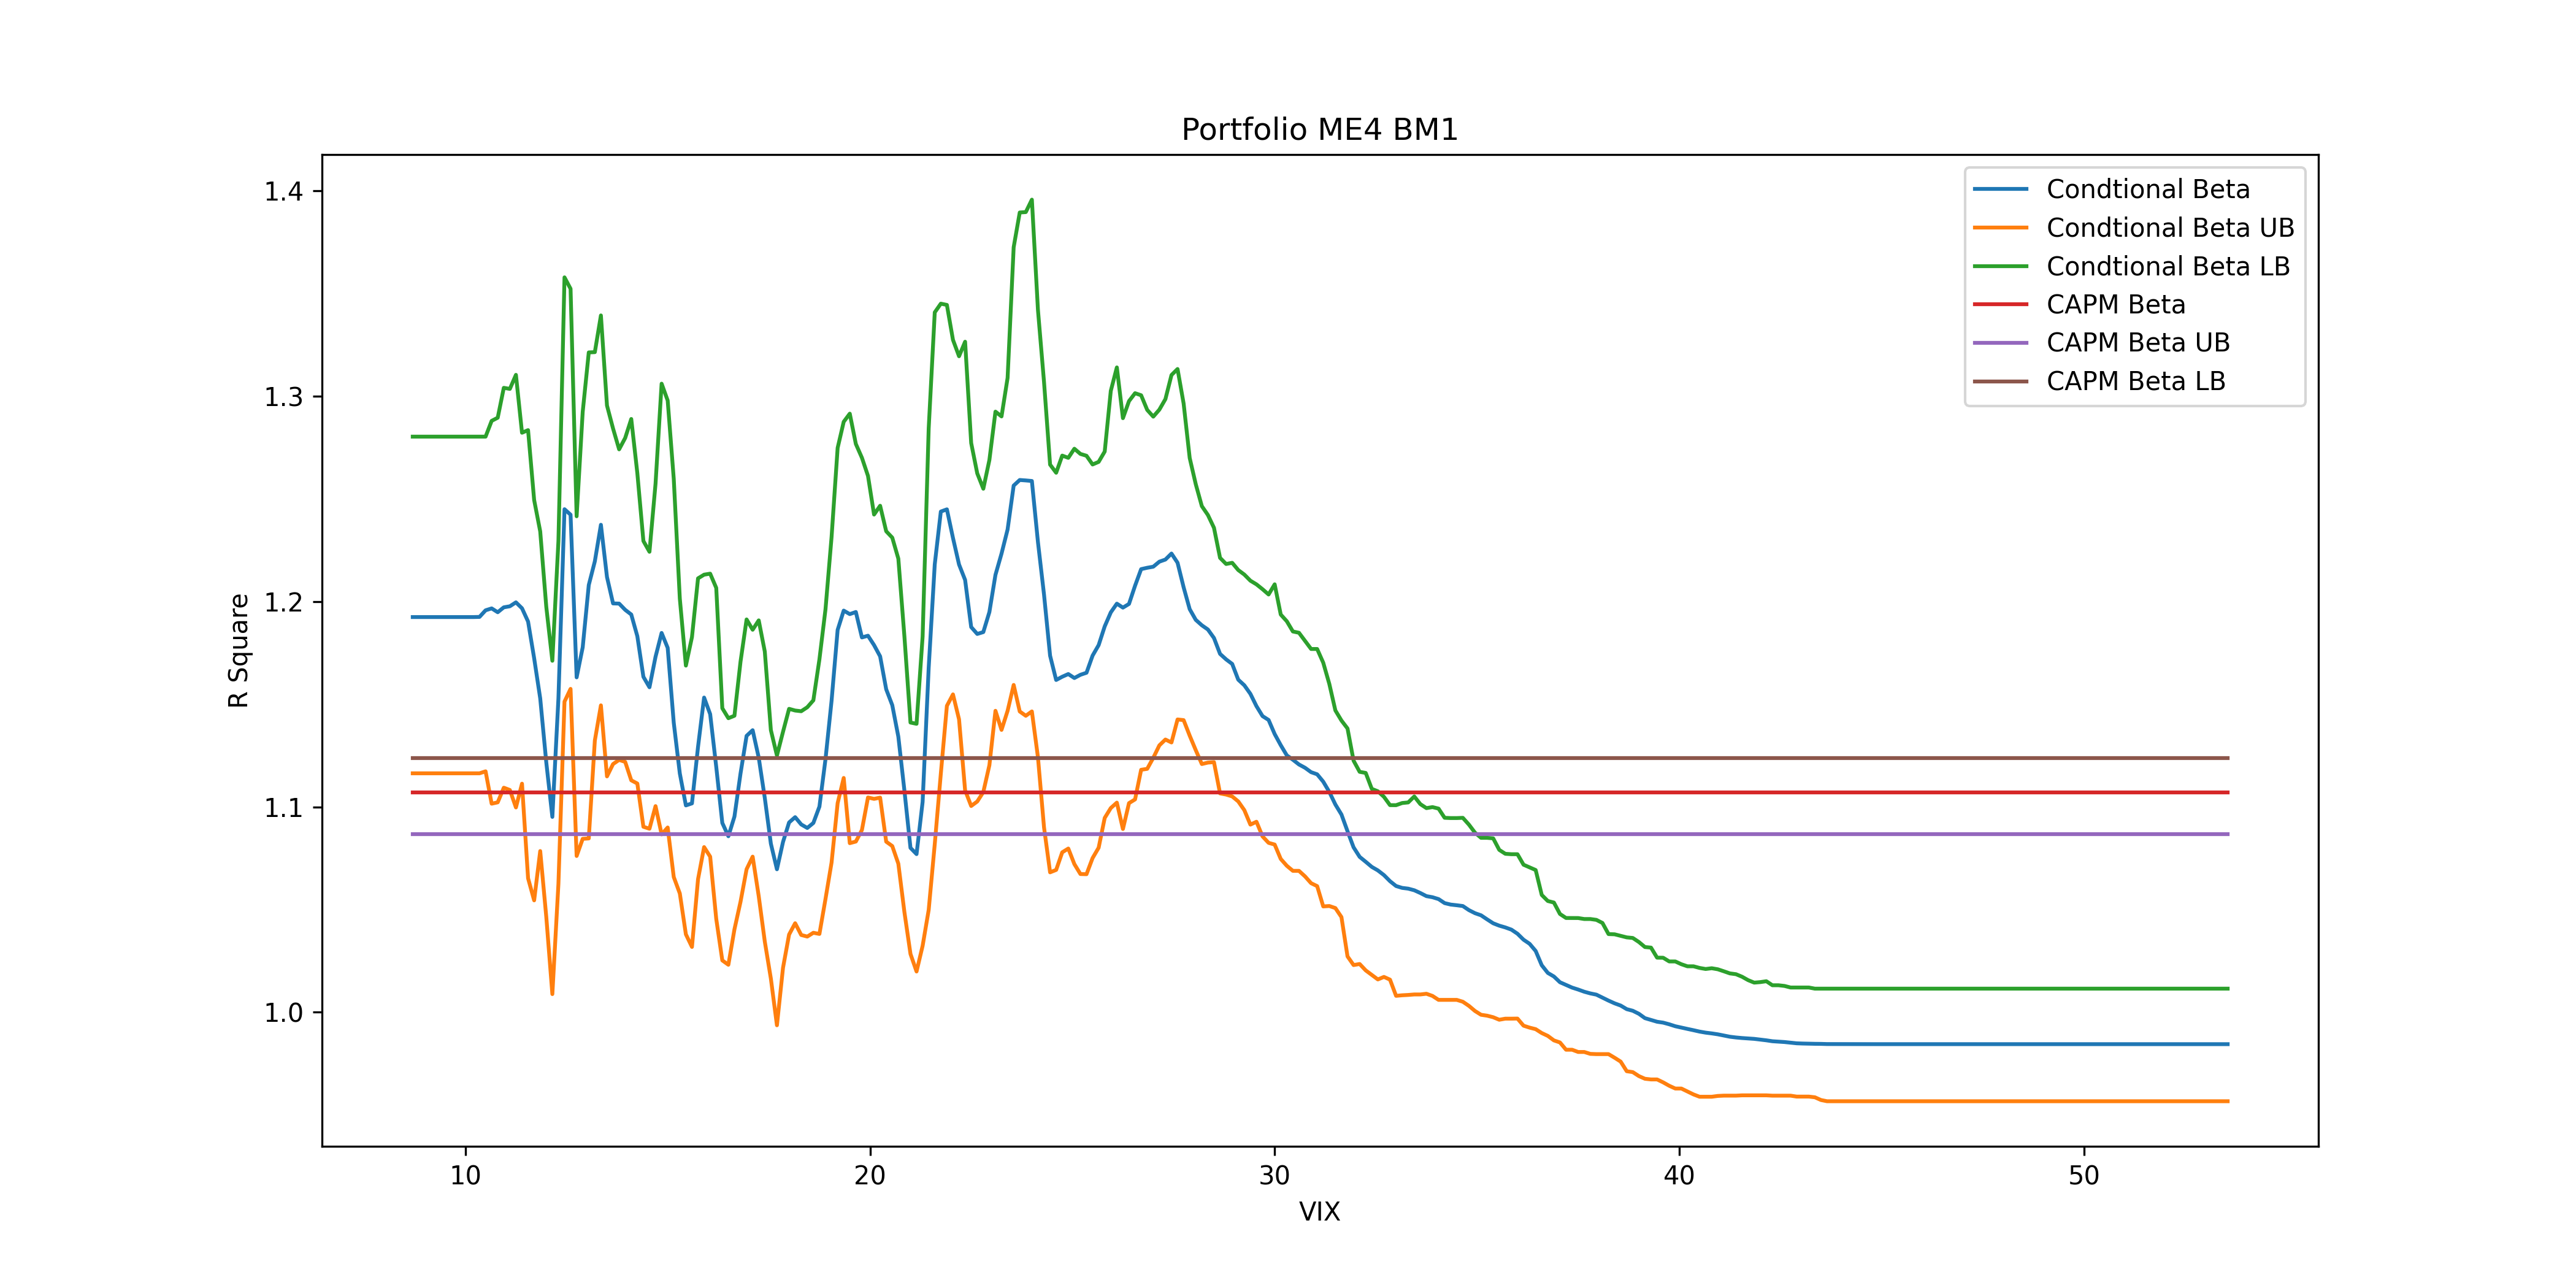 Portfolio ME4 BM1
1.4
1.3
1.2
1.1
1.0
R Square
10
20
30
40
50
VIX
Condtional Beta
Condtional Beta UB
Condtional Beta LB
CAPM Beta
CAPM Beta UB
CAPM Beta LB